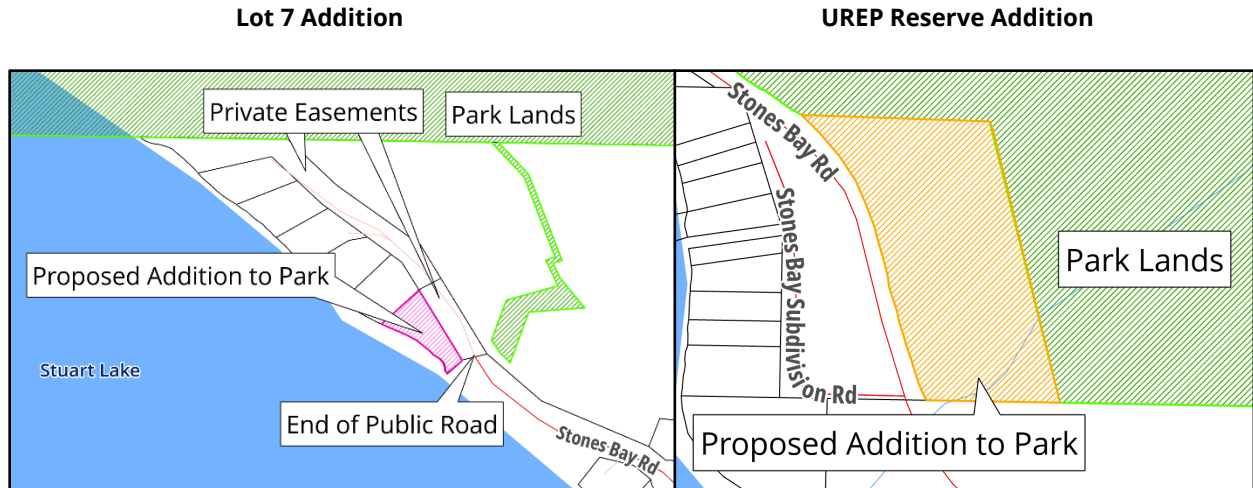 Lot 7 Addition
UREP Reserve Addition
Private Easements
Park Lands
Proposed Addition to Park
Stuart Lake
End of Public Road
Stones Bay Rd
Stones Bay Rd
Stones Bay Subdivision Rd
Park Lands
Proposed Addition to Park